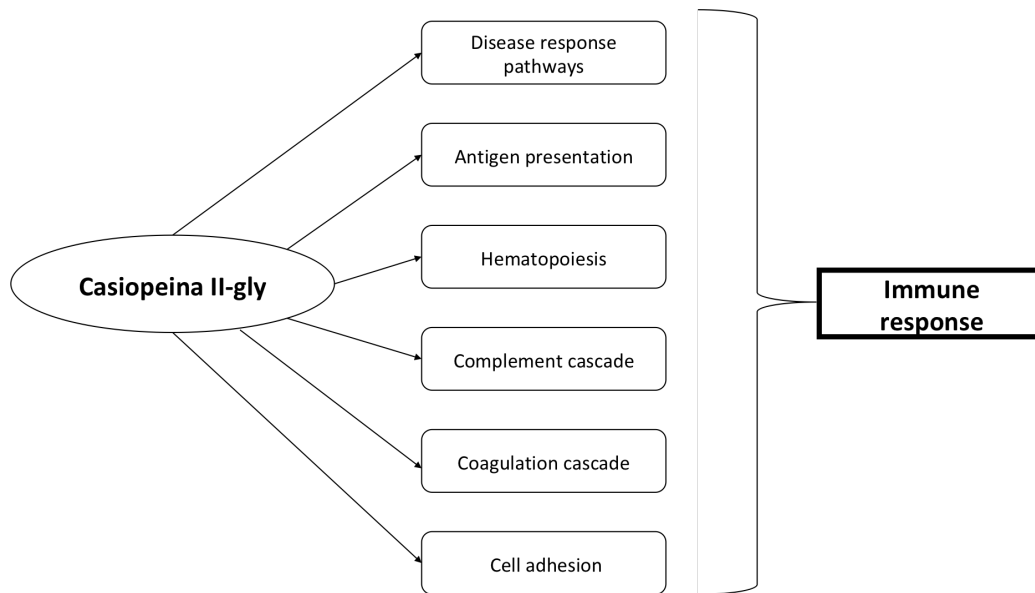 Disease response
pathways
Antigen presentation
Hematopoiesis
Casiopeina II-gly
Complement cascade
Coagulation cascade
Cell adhesion
Immune
response